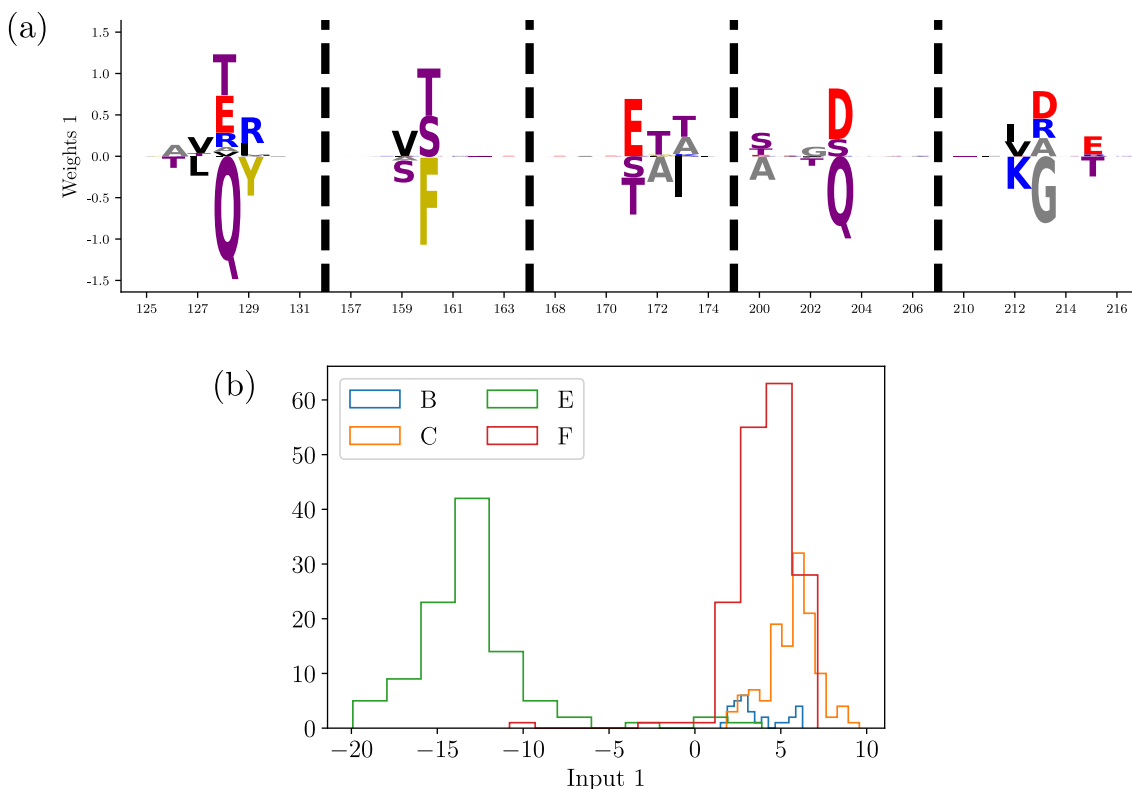 (a)
Weights 1
1.5
1.0
0.5
0.0
-0.5
-1.0
-1.5
A T
V L
T E R A Q
R L Y
V A S
T S F
E S T
T A
T A I
S T A
G T
D S Q
I V K
D R A G
E T
125 127 129 131 157 159 161 163 168 170 172 174 200 202 204 206 210 212 214 216
(b)
B E
C F
60
50
40
30
20
10
0
−20 −15 −10 −5 0 5 10
Input 1